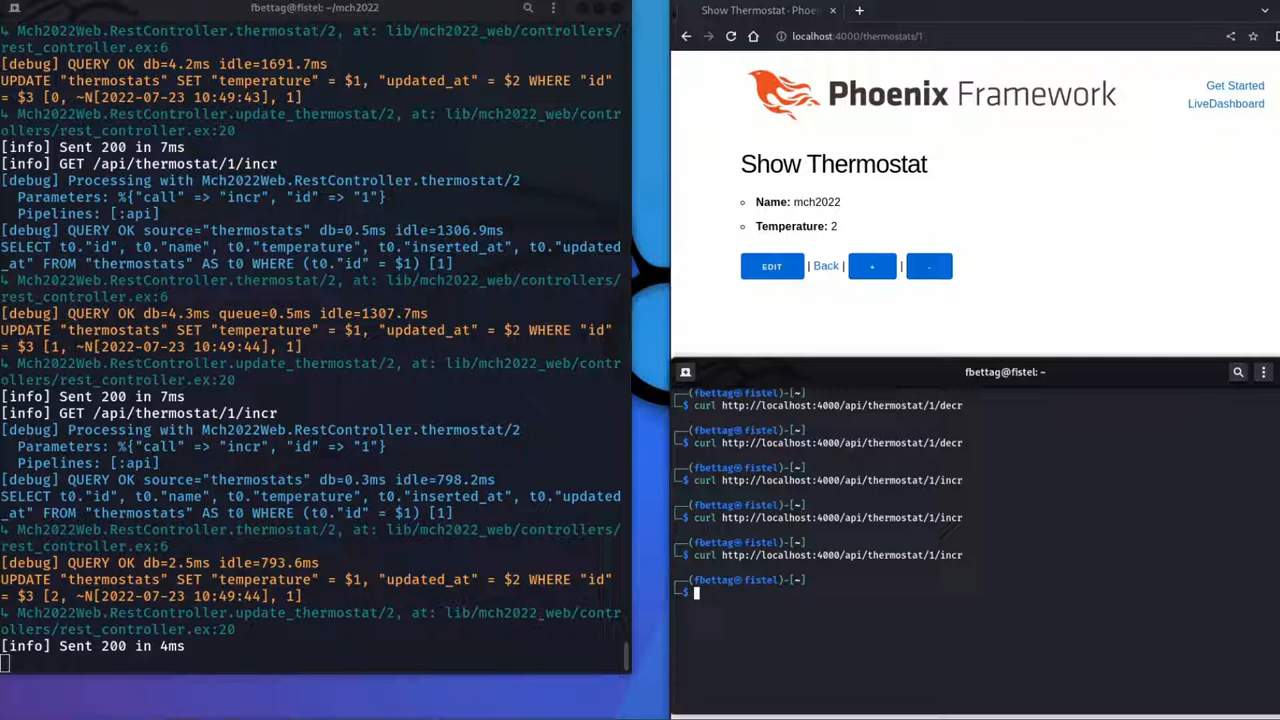 fbettag@fistel: ~/mch2022
↳ Mch2022Web.RestController.thermostat/2, at: lib/mch2022_web/controllers/
rest_controller.ex:6
[debug] QUERY OK db=4.2ms idle=1691.7ms
UPDATE "thermostats" SET "temperature" = $1, "updated_at" = $2 WHERE "id"
= $3 [0, ~N[2022-07-23 10:49:43], 1]
↳ Mch2022Web.RestController.update_thermostat/2, at: lib/mch2022_web/contr
ollers/rest_controller.ex:20
[info] Sent 200 in 7ms
[info] GET /api/thermostat/1/incr
[debug] Processing with Mch2022Web.RestController.thermostat/2
Parameters: %{"call" => "incr", "id" => "1"}
Pipelines: [:api]
[debug] QUERY OK source="thermostats" db=0.5ms idle=1306.9ms
SELECT t0."id", t0."name", t0."temperature", t0."inserted_at", t0."updated
_at" FROM "thermostats" AS t0 WHERE (t0."id" = $1) [1]
↳ Mch2022Web.RestController.thermostat/2, at: lib/mch2022_web/controllers/
rest_controller.ex:6
[debug] QUERY OK db=4.3ms queue=0.5ms idle=1307.7ms
UPDATE "thermostats" SET "temperature" = $1, "updated_at" = $2 WHERE "id"
= $3 [1, ~N[2022-07-23 10:49:44], 1]
↳ Mch2022Web.RestController.update_thermostat/2, at: lib/mch2022_web/contr
ollers/rest_controller.ex:20
[info] Sent 200 in 7ms
[info] GET /api/thermostat/1/incr
[debug] Processing with Mch2022Web.RestController.thermostat/2
Parameters: %{"call" => "incr", "id" => "1"}
Pipelines: [:api]
[debug] QUERY OK source="thermostats" db=0.3ms idle=798.2ms
SELECT t0."id", t0."name", t0."temperature", t0."inserted_at", t0."updated
_at" FROM "thermostats" AS t0 WHERE (t0."id" = $1) [1]
↳ Mch2022Web.RestController.thermostat/2, at: lib/mch2022_web/controllers/
rest_controller.ex:6
[debug] QUERY OK db=2.5ms idle=793.6ms
UPDATE "thermostats" SET "temperature" = $1, "updated_at" = $2 WHERE "id"
= $3 [2, ~N[2022-07-23 10:49:44], 1]
↳ Mch2022Web.RestController.update_thermostat/2, at: lib/mch2022_web/contr
ollers/rest_controller.ex:20
[info] Sent 200 in 4ms
Show Thermostat · Phoe
localhost:4000/thermostats/1
Phoenix Framework
Get Started
LiveDashboard
Show Thermostat
Name: mch2022
Temperature: 2
EDIT | Back | + | -
fbettag@fistel: ~
┌──(fbettag㉿fistel)-[~]
└─$ curl http://localhost:4000/api/thermostat/1/decr
┌──(fbettag㉿fistel)-[~]
└─$ curl http://localhost:4000/api/thermostat/1/decr
┌──(fbettag㉿fistel)-[~]
└─$ curl http://localhost:4000/api/thermostat/1/incr
┌──(fbettag㉿fistel)-[~]
└─$ curl http://localhost:4000/api/thermostat/1/incr
┌──(fbettag㉿fistel)-[~]
└─$ curl http://localhost:4000/api/thermostat/1/incr
┌──(fbettag㉿fistel)-[~]
└─$